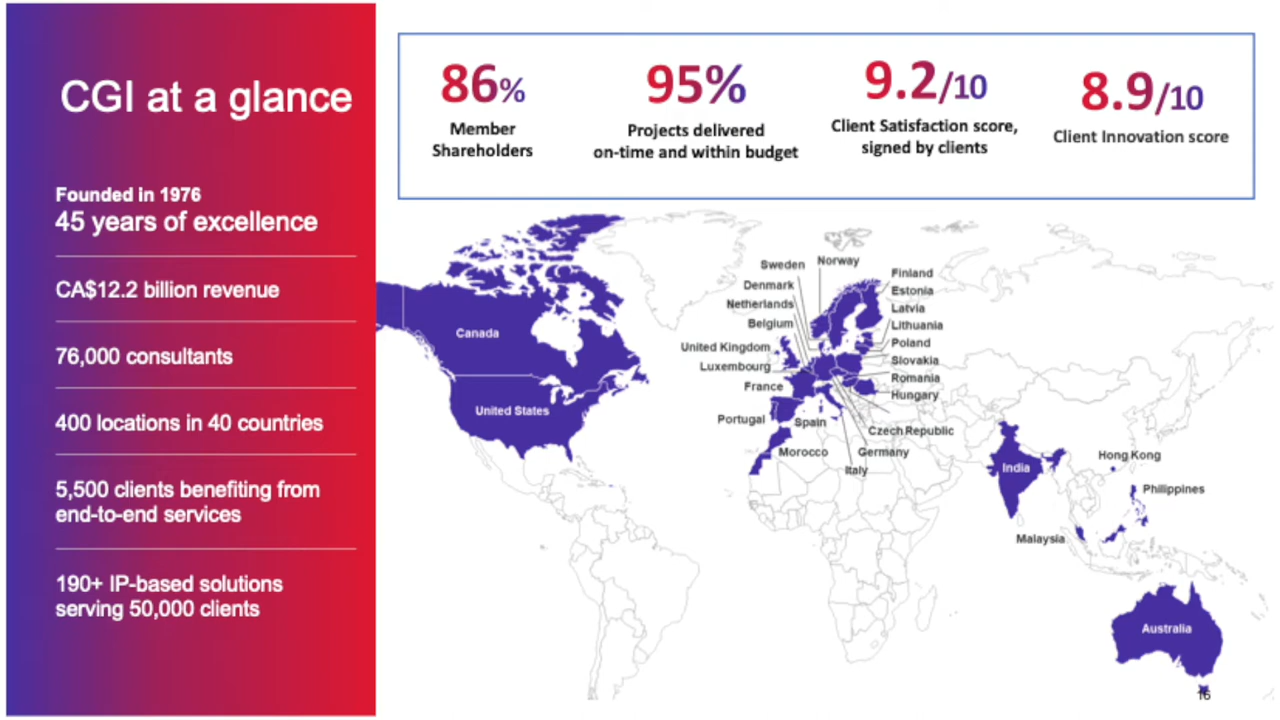 CGI at a glance
Founded in 1976
45 years of excellence
CA$12.2 billion revenue
76,000 consultants
400 locations in 40 countries
5,500 clients benefiting from
end-to-end services
190+ IP-based solutions
serving 50,000 clients
86%
Member
Shareholders
95%
Projects delivered
on-time and within budget
9.2/10
Client Satisfaction score,
signed by clients
8.9/10
Client Innovation score
Canada
United States
Sweden
Norway
Denmark
Netherlands
Belgium
United Kingdom
Luxembourg
France
Portugal
Spain
Morocco
Finland
Estonia
Latvia
Lithuania
Poland
Slovakia
Romania
Hungary
Czech Republic
Germany
Italy
India
Hong Kong
Philippines
Malaysia
Australia
16